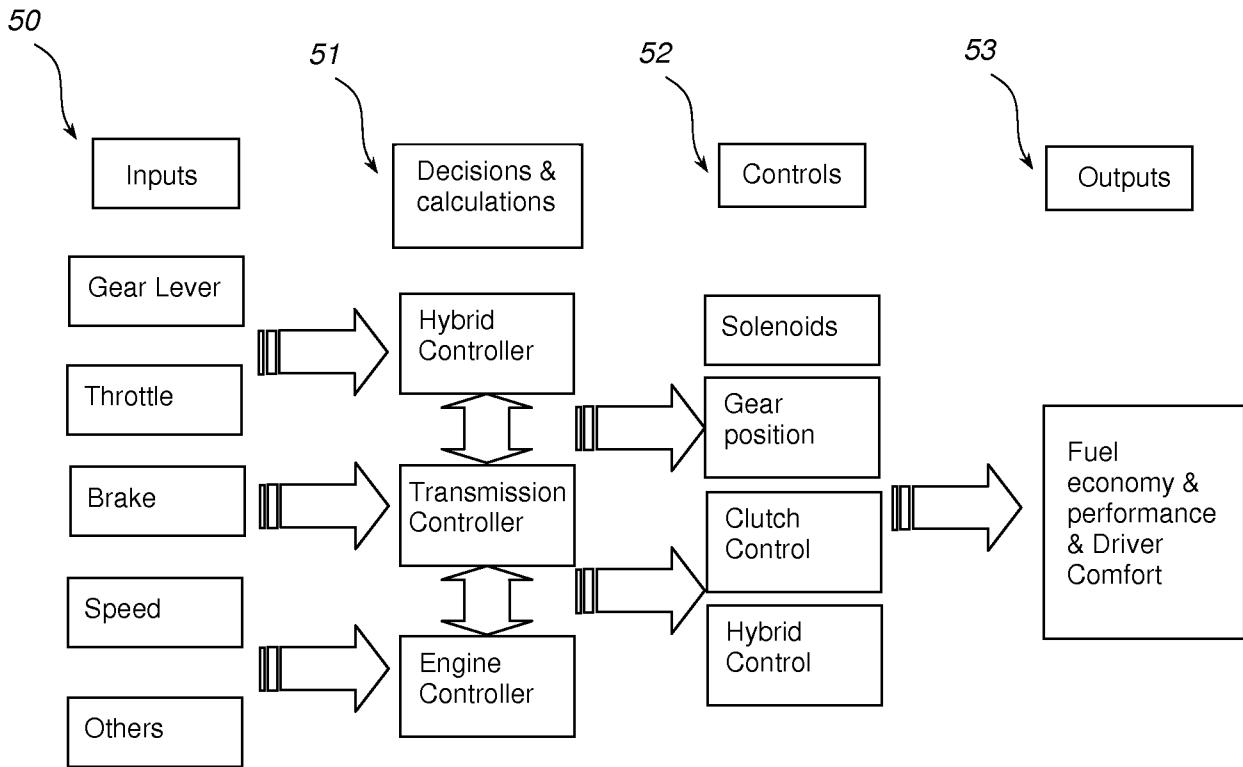 50
51
52
53
Inputs
Decisions &
calculations
Controls
Outputs
Gear Lever
Throttle
Brake
Speed
Others
Hybrid
Controller
Transmission
Controller
Engine
Controller
Solenoids
Gear
position
Clutch
Control
Hybrid
Control
Fuel
economy &
performance
& Driver
Comfort